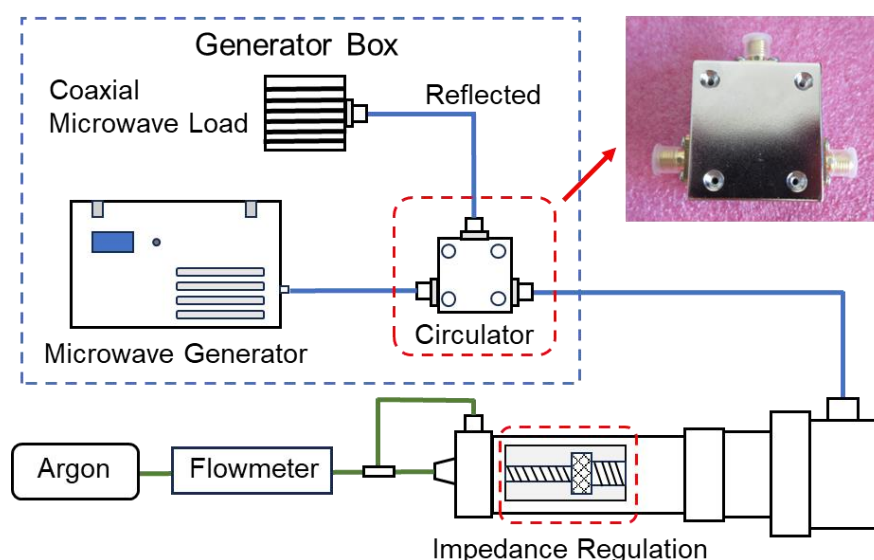 Generator Box
Coaxial
Microwave Load
Reflected
Circulator
Microwave Generator
Argon
Flowmeter
Impedance Regulation